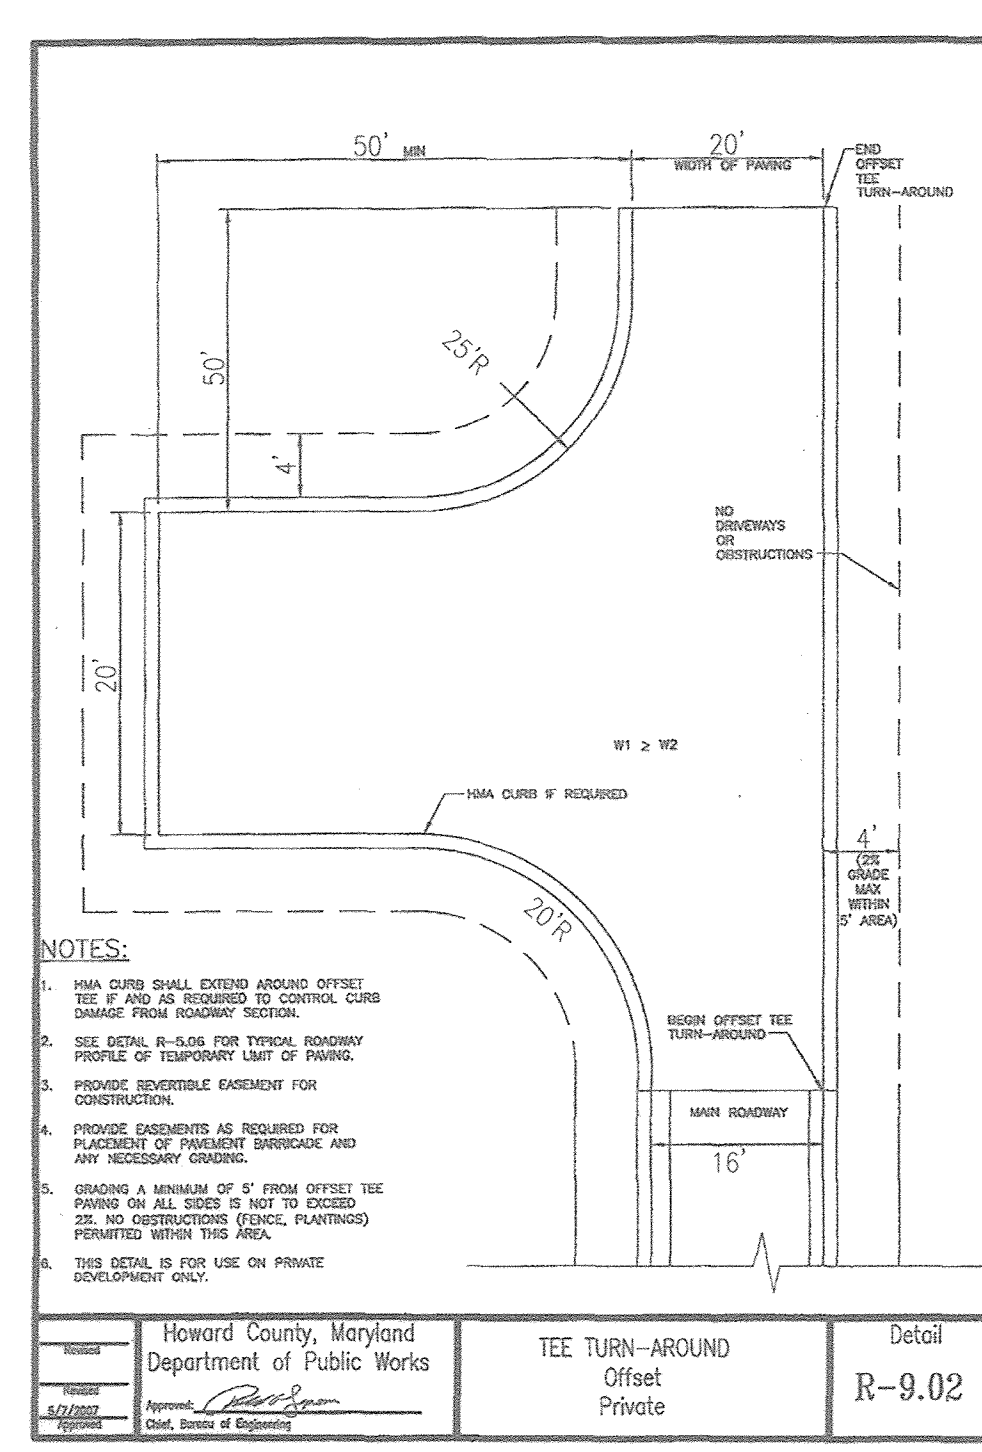 50' MIN
20'
WIDTH OF PAVING
END
OFFSET
TEE
TURN-AROUND
50'
25'R
4'
NO
DRIVEWAYS
OR
OBSTRUCTIONS
20'
W1 ≥ W2
HMA CURB IF REQUIRED
4'
(2%
GRADE
MAX
WITHIN
5' AREA)
20'R
NOTES:
1. HMA CURB SHALL EXTEND AROUND OFFSET
TEE IF AND AS REQUIRED TO CONTROL CURB
DAMAGE FROM ROADWAY SECTION.
2. SEE DETAIL R-5.06 FOR TYPICAL ROADWAY
PROFILE OF TEMPORARY LIMIT OF PAVING.
3. PROVIDE REVERTIBLE EASEMENT FOR
CONSTRUCTION.
4. PROVIDE EASEMENTS AS REQUIRED FOR
PLACEMENT OF PAVEMENT BARRICADE AND
ANY NECESSARY GRADING.
5. GRADING A MINIMUM OF 5' FROM OFFSET TEE
PAVING ON ALL SIDES IS NOT TO EXCEED
2%. NO OBSTRUCTIONS (FENCE, PLANTINGS)
PERMITTED WITHIN THIS AREA.
6. THIS DETAIL IS FOR USE ON PRIVATE
DEVELOPMENT ONLY.
BEGIN OFFSET TEE
TURN-AROUND
MAIN ROADWAY
16'
Revised
Revised
5/7/2007
Approved
Howard County, Maryland
Department of Public Works
Approved:
Chief, Bureau of Engineering
TEE TURN-AROUND
Offset
Private
Detail
R-9.02